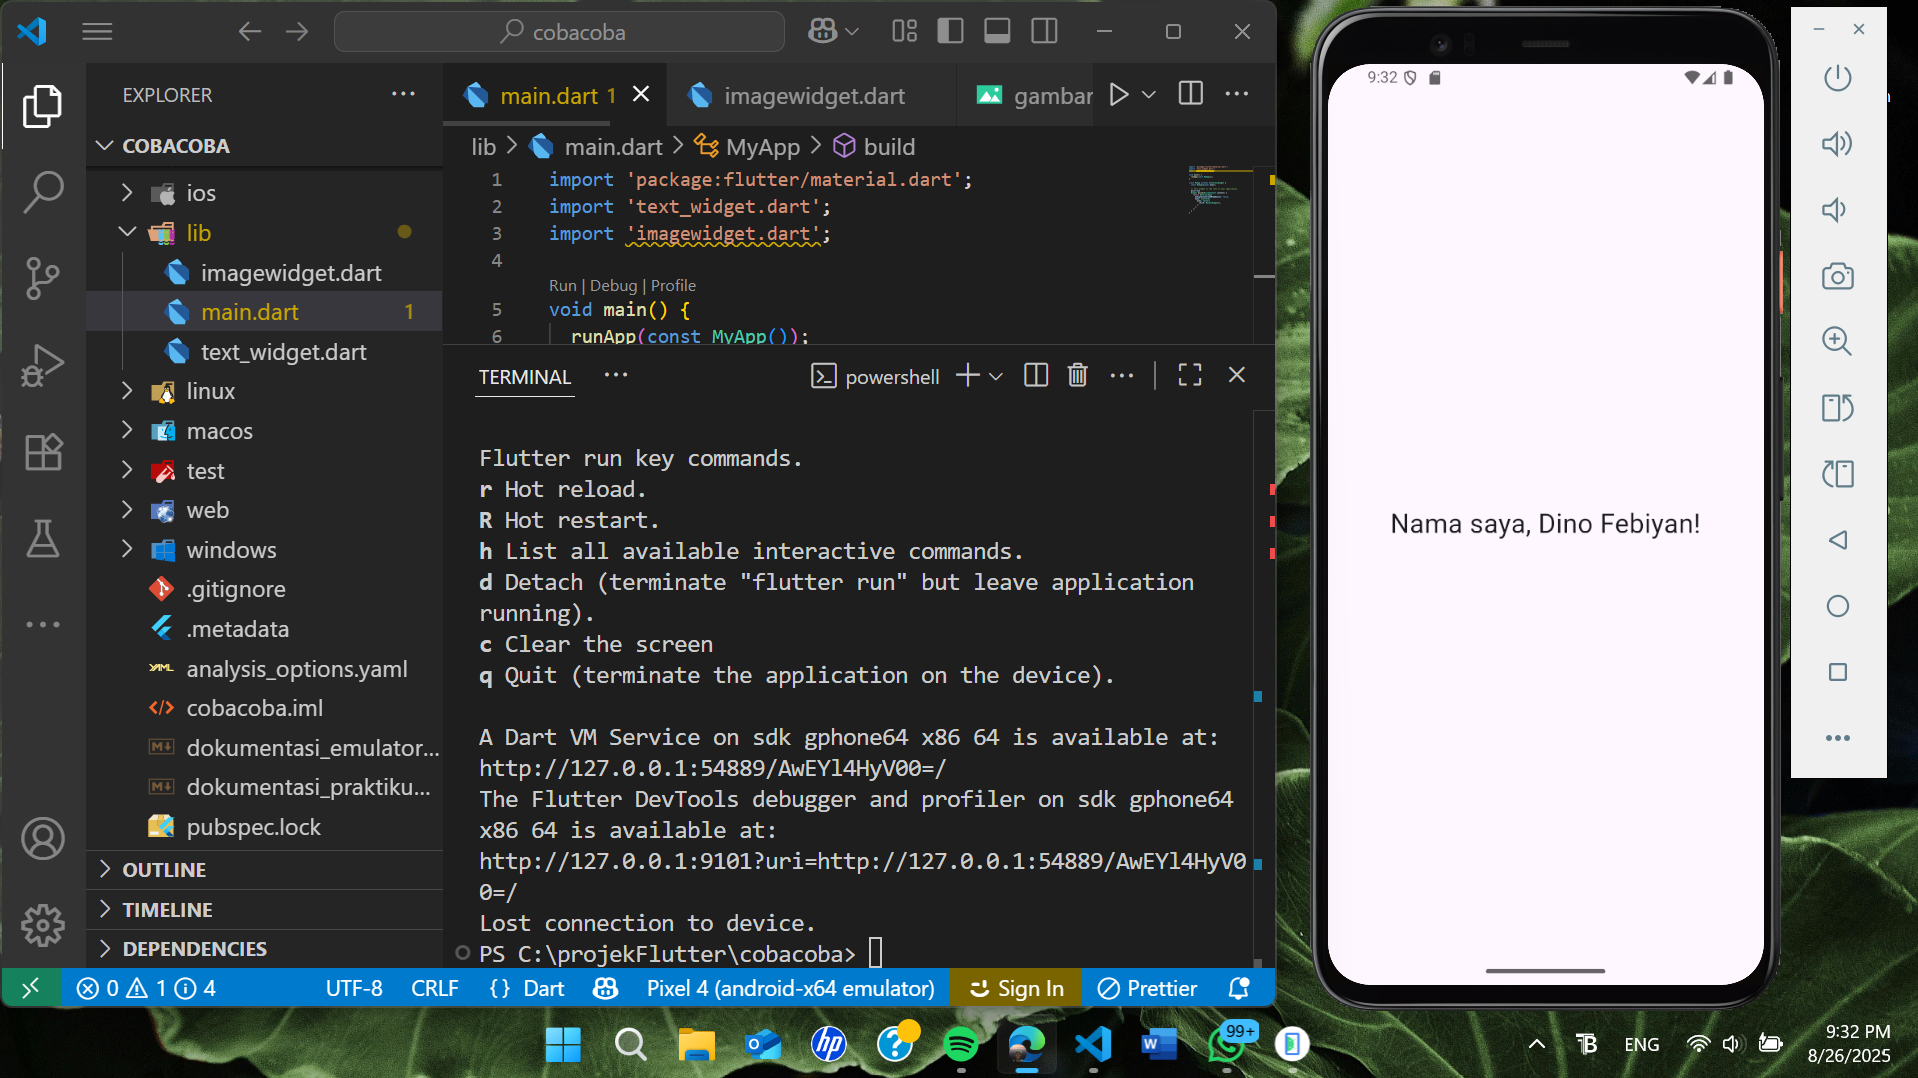 cobacoba
EXPLORER
COBACOBA
ios
lib
imagewidget.dart
main.dart 1
text_widget.dart
linux
macos
test
web
windows
.gitignore
.metadata
analysis_options.yaml
cobacoba.iml
dokumentasi_emulator...
dokumentasi_praktiku...
pubspec.lock
OUTLINE
TIMELINE
DEPENDENCIES
main.dart 1
imagewidget.dart
gambar
lib > main.dart > MyApp > build
1 import 'package:flutter/material.dart';
2 import 'text_widget.dart';
3 import 'imagewidget.dart';
4
Run | Debug | Profile
5 void main() {
6 runApp(const MyApp());
TERMINAL
powershell
Flutter run key commands.
r Hot reload.
R Hot restart.
h List all available interactive commands.
d Detach (terminate "flutter run" but leave application
running).
c Clear the screen
q Quit (terminate the application on the device).
A Dart VM Service on sdk gphone64 x86 64 is available at:
http://127.0.0.1:54889/AwEYl4HyV00=/
The Flutter DevTools debugger and profiler on sdk gphone64
x86 64 is available at:
http://127.0.0.1:9101?uri=http://127.0.0.1:54889/AwEYl4HyV0
0=/
Lost connection to device.
PS C:\projekFlutter\cobacoba>
0 1 4
UTF-8
CRLF
{} Dart
Pixel 4 (android-x64 emulator)
Sign In
Prettier
9:32
Nama saya, Dino Febiyan!
99+
ENG
9:32 PM
8/26/2025